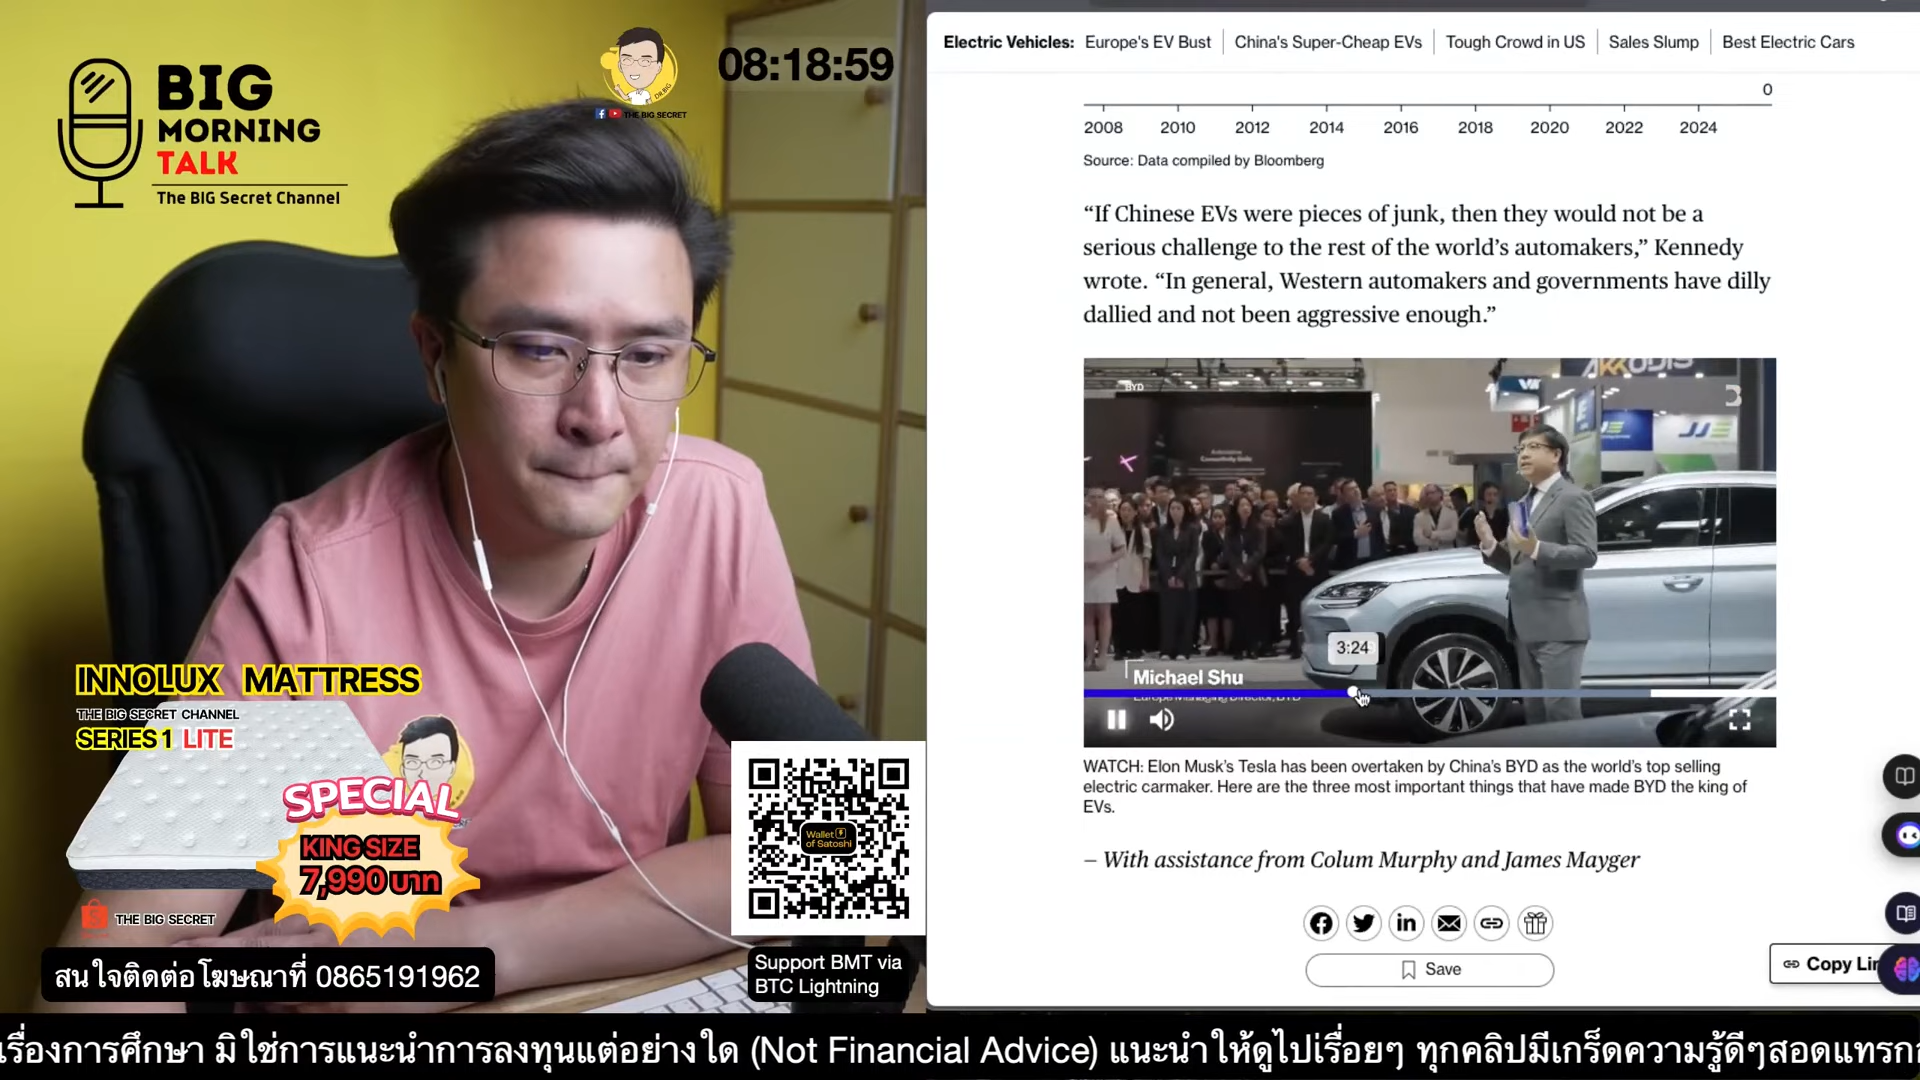 BIG
MORNING
TALK
The BIG Secret Channel
DR.BIG
THE BIG SECRET
08:18:59
INNOLUX MATTRESS
THE BIG SECRET CHANNEL
SERIES 1 LITE
SPECIAL
KING SIZE
7,990 บาท
THE BIG SECRET
สนใจติดต่อโฆษณาที่ 0865191962
Wallet
of Satoshi
Support BMT via
BTC Lightning
Electric Vehicles: Europe's EV Bust China's Super-Cheap EVs Tough Crowd in US Sales Slump Best Electric Cars
0
2008 2010 2012 2014 2016 2018 2020 2022 2024
Source: Data compiled by Bloomberg
“If Chinese EVs were pieces of junk, then they would not be a
serious challenge to the rest of the world’s automakers,” Kennedy
wrote. “In general, Western automakers and governments have dilly
dallied and not been aggressive enough.”
BYD
AKKODIS
JJE
3:24
Michael Shu
Europe Managing Director, BYD
WATCH: Elon Musk’s Tesla has been overtaken by China’s BYD as the world’s top selling
electric carmaker. Here are the three most important things that have made BYD the king of
EVs.
– With assistance from Colum Murphy and James Mayger
Save
Copy Lin
เรื่องการศึกษา มิใช่การแนะนำการลงทุนแต่อย่างใด (Not Financial Advice) แนะนำให้ดูไปเรื่อยๆ ทุกคลิปมีเกร็ดความรู้ดีๆสอดแทรก